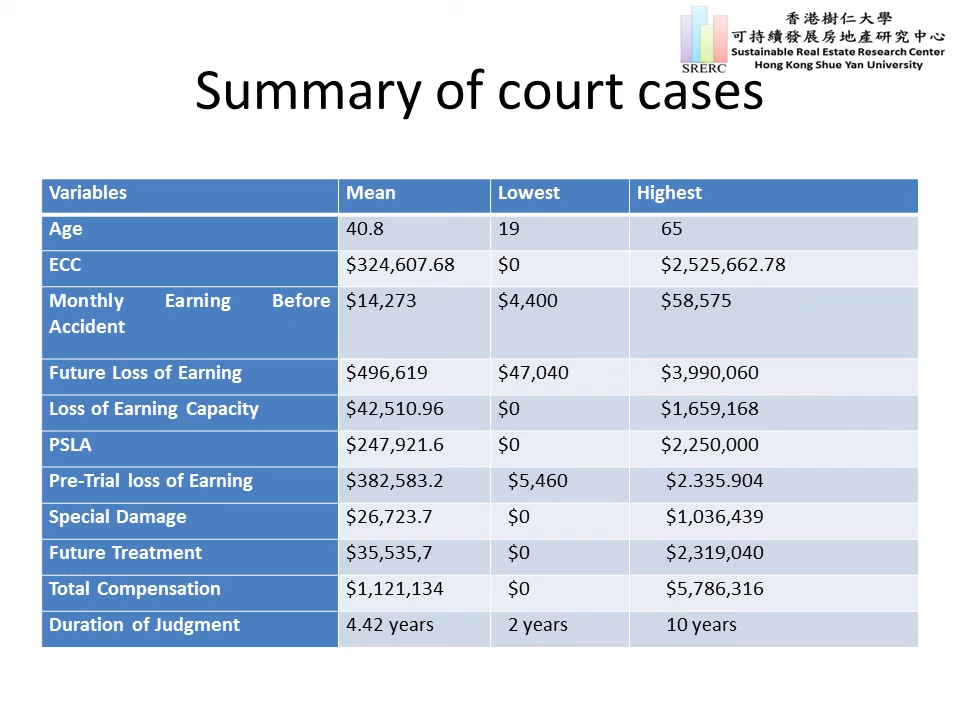 香港樹仁大學
可持續發展房地產研究中心
Sustainable Real Estate Research Center
Hong Kong Shue Yan University
SRERC
Summary of court cases
Variables Mean Lowest Highest
Age 40.8 19 65
ECC $324,607.68 $0 $2,525,662.78
Monthly Earning Before $14,273 $4,400 $58,575
Accident
Future Loss of Earning $496,619 $47,040 $3,990,060
Loss of Earning Capacity $42,510.96 $0 $1,659,168
PSLA $247,921.6 $0 $2,250,000
Pre-Trial loss of Earning $382,583.2 $5,460 $2.335.904
Special Damage $26,723.7 $0 $1,036,439
Future Treatment $35,535,7 $0 $2,319,040
Total Compensation $1,121,134 $0 $5,786,316
Duration of Judgment 4.42 years 2 years 10 years